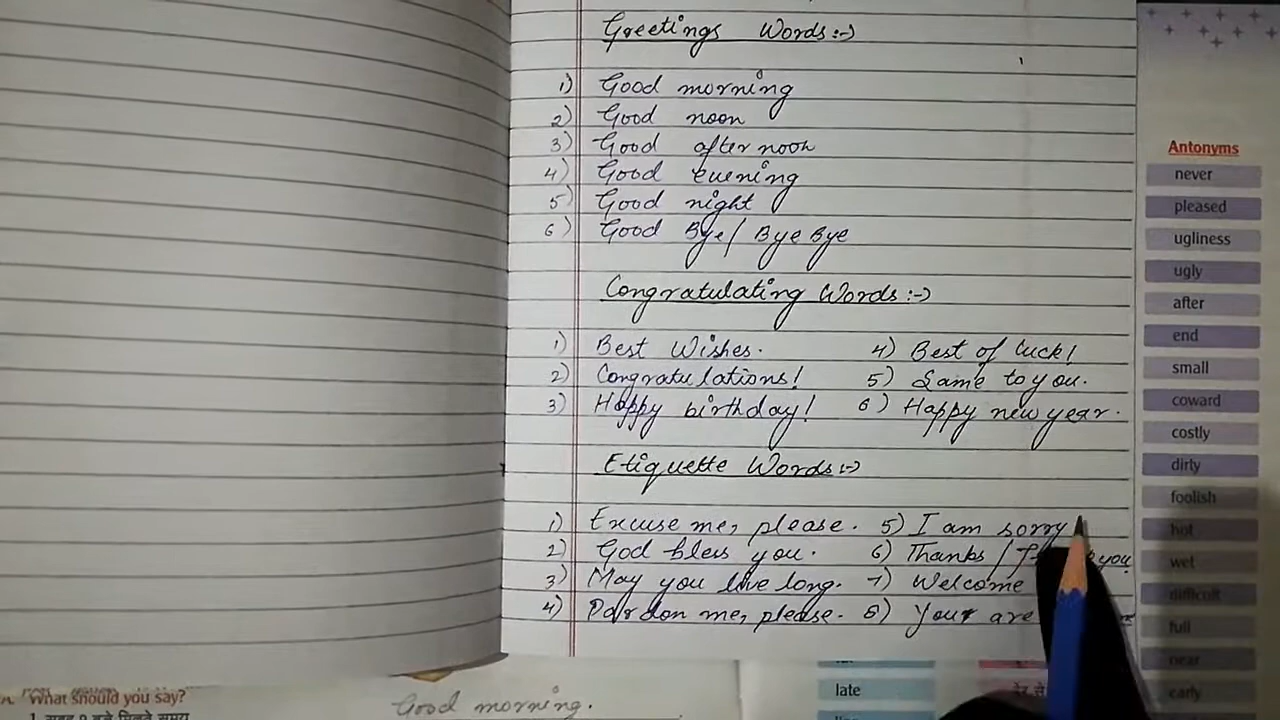 Greetings Words :-)
1) Good morning
2) Good noon
3) Good after noon
4) Good evening
5) Good night
6) Good Bye / Bye Bye
Congratulating Words :-)
1) Best Wishes. 4) Best of luck!
2) Congratulations! 5) Same to you.
3) Happy birthday! 6) Happy new year.
Etiquette Words :-)
1) Excuse me, please. 5) I am sorry
2) God bless you. 6) Thanks / you
3) May you live long. 7) Welcome
4) Pardon me, please. 8) Your are
Antonyms
never
pleased
ugliness
ugly
after
end
small
coward
costly
dirty
foolish
hot
wet
difficult
full
near
early
late
What should you say?
Good morning.